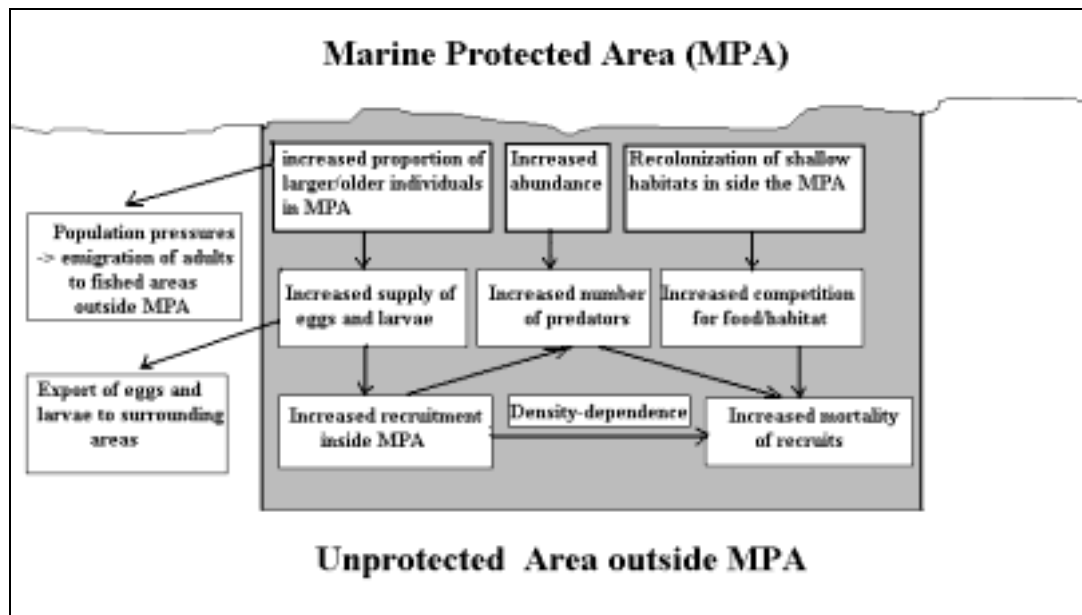 Marine Protected Area (MPA)
increased proportion of
larger/older individuals
in MPA
Increased
abundance
Recolonization of shallow
habitats in side the MPA
Population pressures
-> emigration of adults
to fished areas
outside MPA
Increased supply of
eggs and larvae
Increased number
of predators
Increased competition
for food/habitat
Export of eggs and
larvae to surrounding
areas
Increased recruitment
inside MPA
Density-dependence
Increased mortality
of recruits
Unprotected Area outside MPA